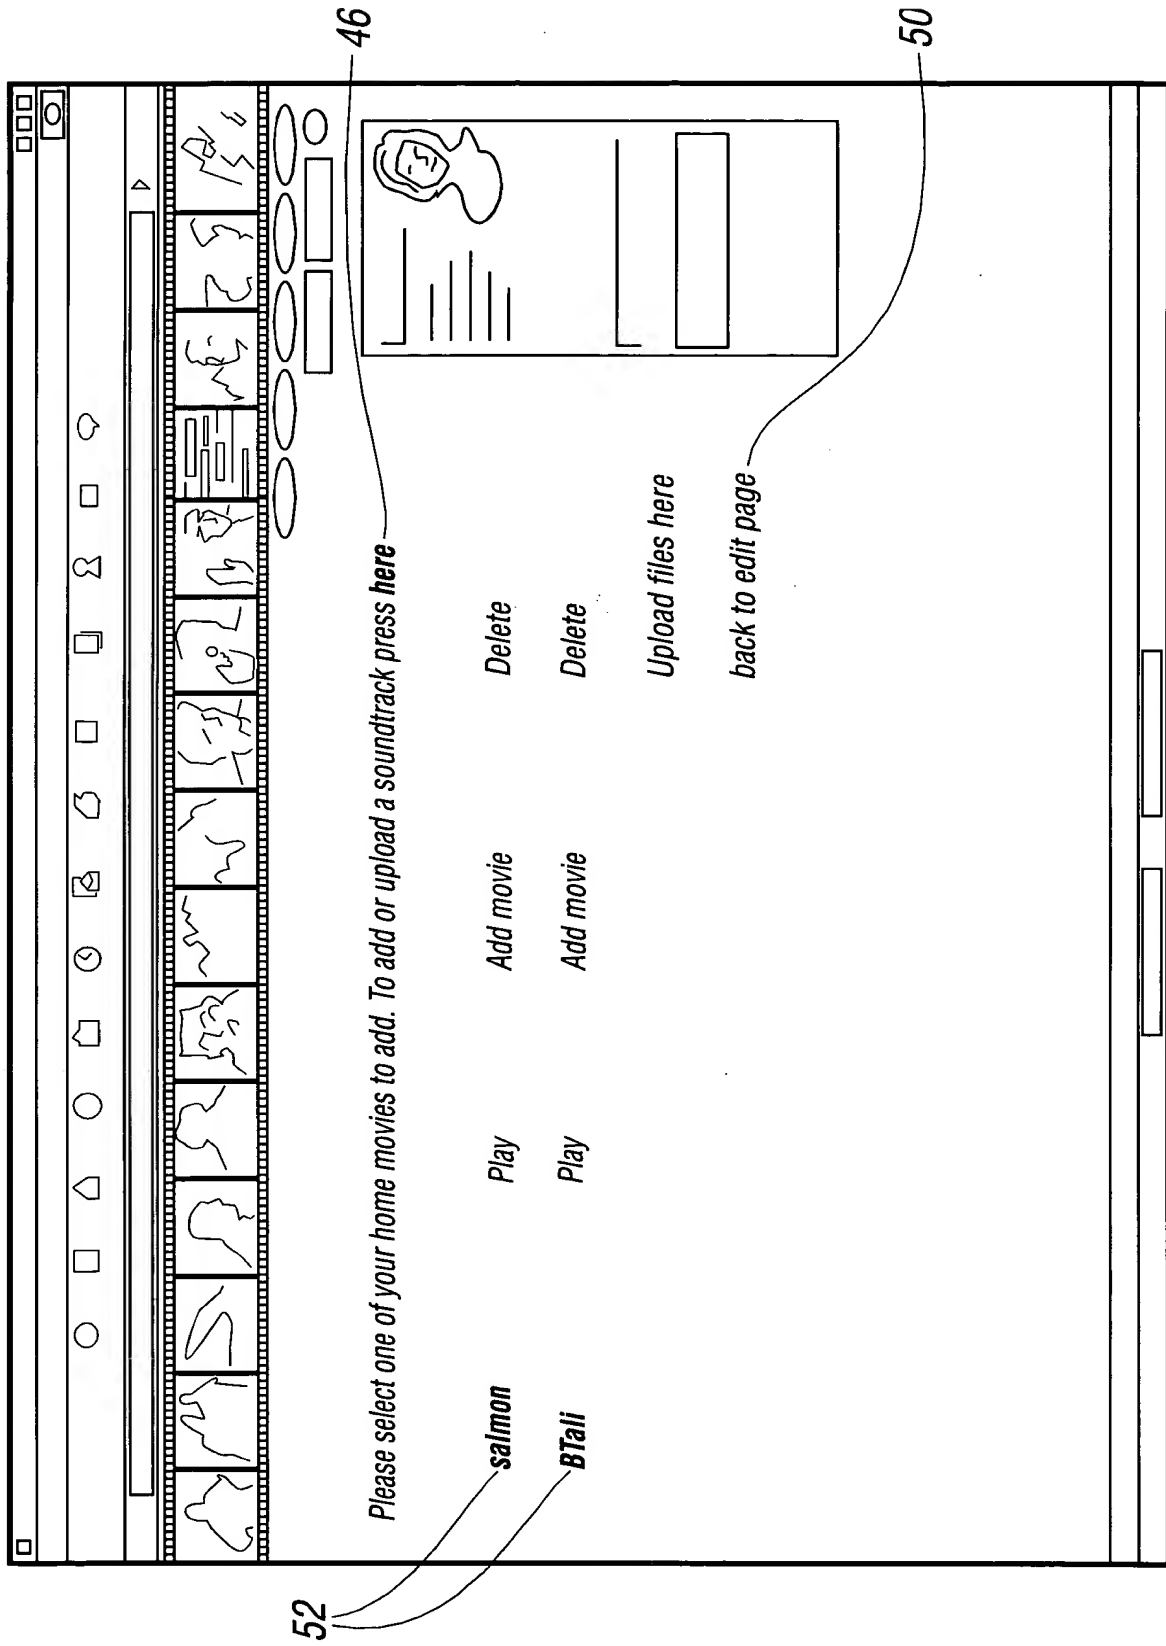 46
50
Please select one of your home movies to add. To add or upload a soundtrack press here
52
salmon Play Add movie Delete
BTali Play Add movie Delete
Upload files here
back to edit page